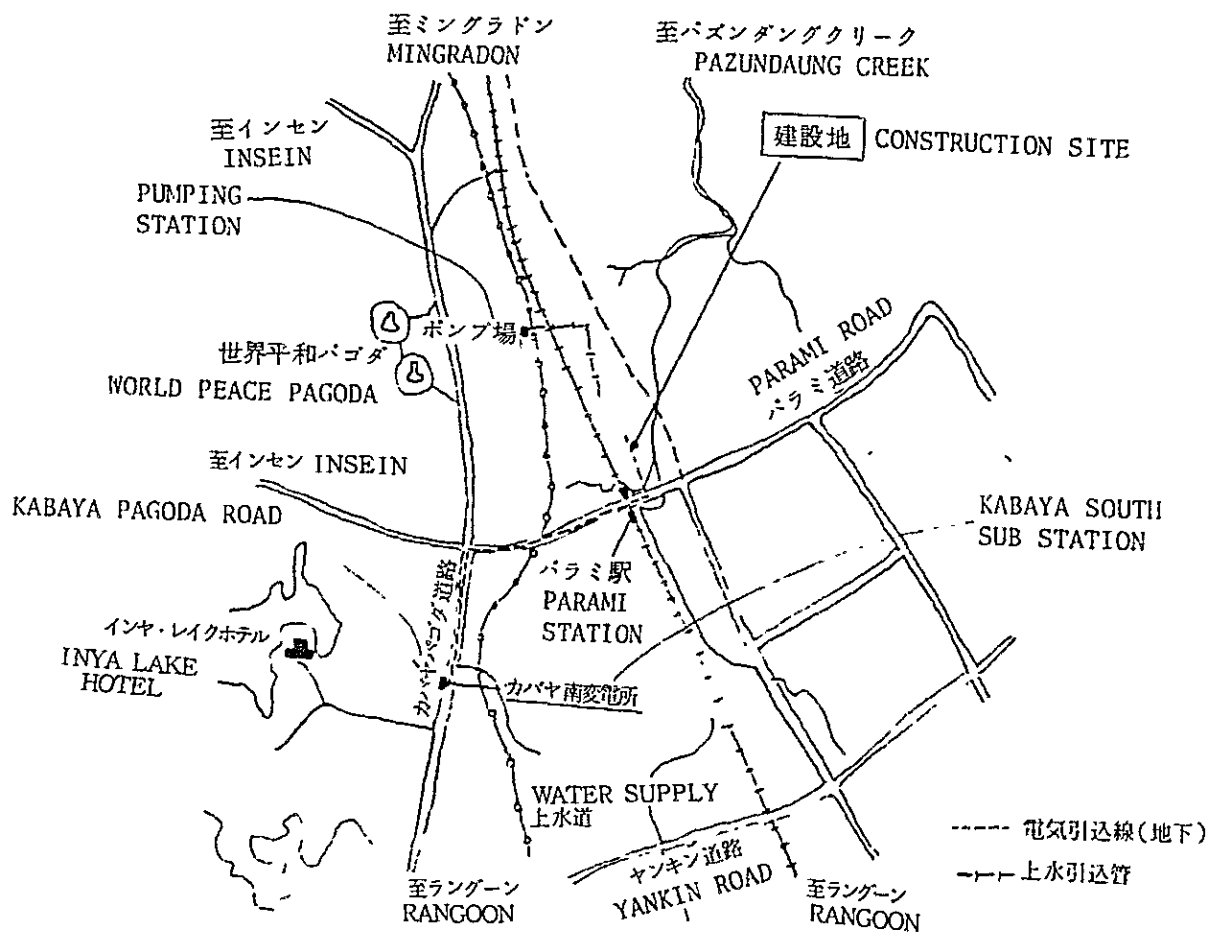 至ミングラドン
MINGRADON
至パズンダングクリーク
PAZUNDAUNG CREEK
至インセン
INSEIN
建設地 CONSTRUCTION SITE
PUMPING
STATION
ポンプ場
世界平和パゴダ
WORLD PEACE PAGODA
PARAMI ROAD
パラミ道路
至インセン INSEIN
KABAYA PAGODA ROAD
KABAYA SOUTH
SUB STATION
パラミ駅
PARAMI
STATION
カバヤパゴダ道路
インヤ・レイクホテル
INYA LAKE
HOTEL
カバヤ南変電所
WATER SUPPLY
上水道
電気引込線(地下)
上水引込管
ヤンキン道路
YANKIN ROAD
至ラングーン
RANGOON
至ラングーン
RANGOON